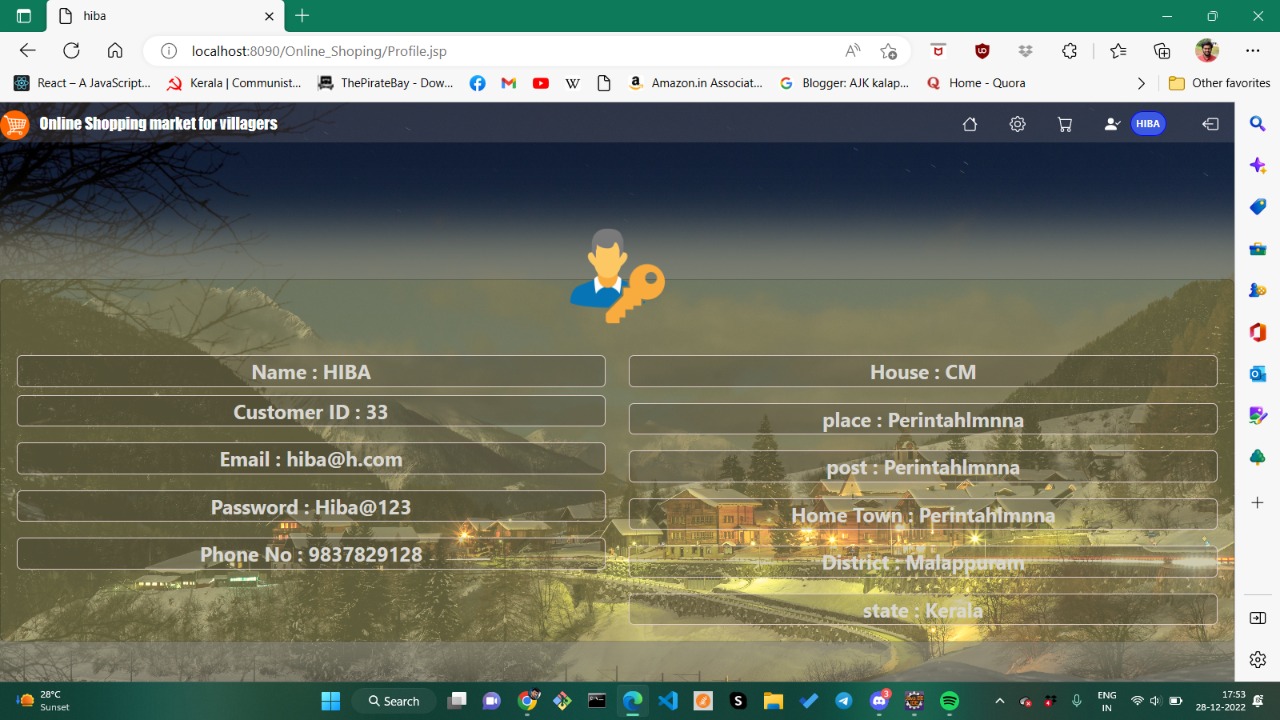 hiba
localhost:8090/Online_Shoping/Profile.jsp
React – A JavaScript...
Kerala | Communist...
ThePirateBay - Dow...
Amazon.in Associat...
Blogger: AJK kalap...
Home - Quora
Other favorites
Online Shopping market for villagers
HIBA
Name : HIBA
Customer ID : 33
Email : hiba@h.com
Password : Hiba@123
Phone No : 9837829128
House : CM
place : Perintahlmnna
post : Perintahlmnna
Home Town : Perintahlmnna
District : Malappuram
state : Kerala
28°C
Sunset
Search
3
ENG
IN
17:53
28-12-2022